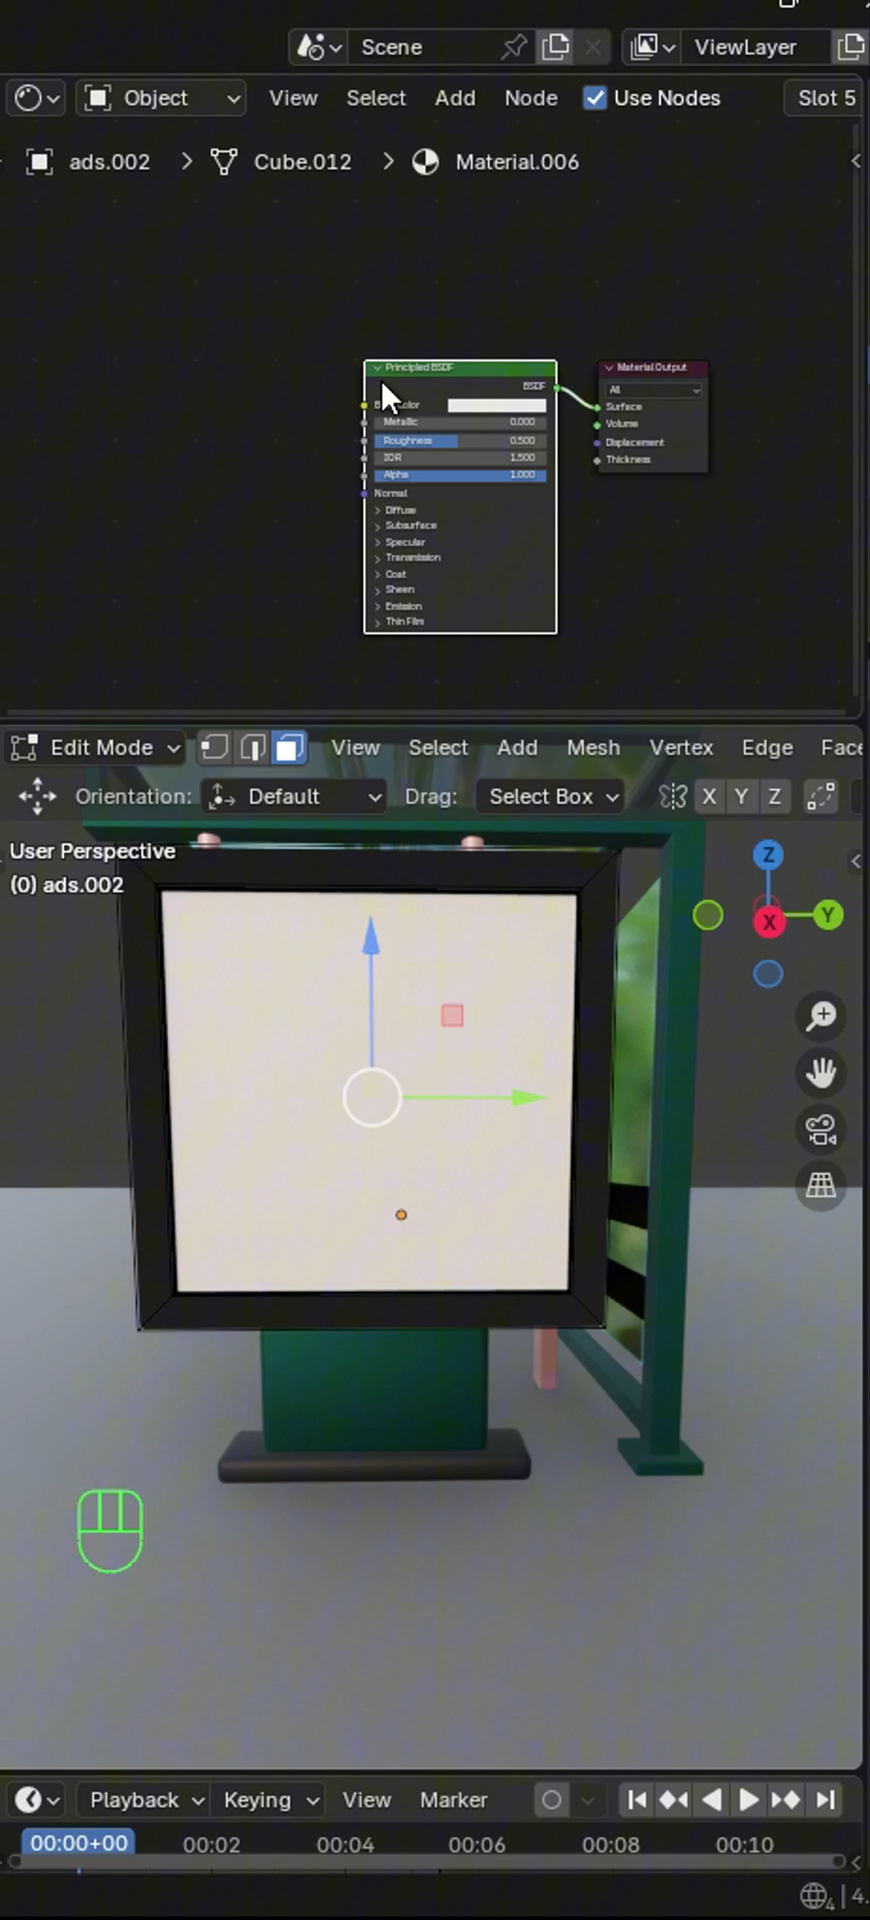 Scene ViewLayer
Object View Select Add Node Use Nodes Slot 5
ads.002 > Cube.012 > Material.006
Principled BSDF
BSDF
Color
Metallic 0.000
Roughness 0.500
IOR 1.500
Alpha 1.000
Normal
Diffuse
Subsurface
Specular
Transmission
Coat
Sheen
Emission
Thin Film
Material Output
All
Surface
Volume
Displacement
Thickness
Edit Mode View Select Add Mesh Vertex Edge Face
Orientation: Default Drag: Select Box X Y Z
User Perspective
(0) ads.002
Z
X
Y
Playback Keying View Marker
00:00+00 00:02 00:04 00:06 00:08 00:10
4 4.